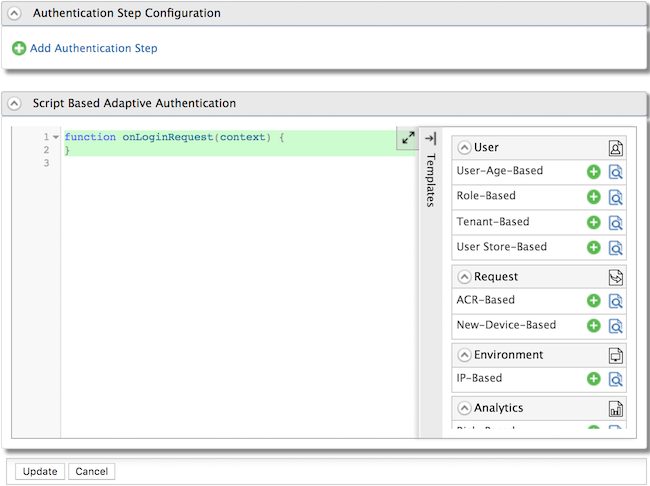 Authentication Step Configuration
Add Authentication Step
Script Based Adaptive Authentication
1 function onLoginRequest(context) {
2 }
3
Templates
User
User-Age-Based
Role-Based
Tenant-Based
User Store-Based
Request
ACR-Based
New-Device-Based
Environment
IP-Based
Analytics
Update Cancel